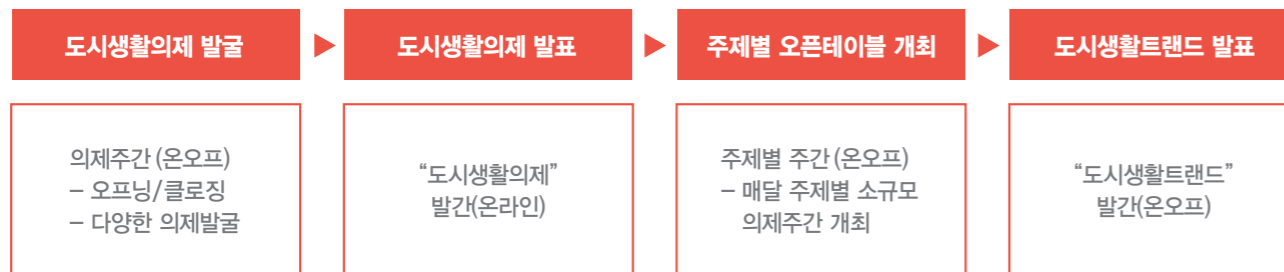 도시생활의제 발굴
도시생활의제 발표
주제별 오픈테이블 개최
도시생활트랜드 발표
의제주간 (온오프)
– 오프닝/클로징
– 다양한 의제발굴
“도시생활의제”
발간(온라인)
주제별 주간 (온오프)
– 매달 주제별 소규모
의제주간 개최
“도시생활트랜드”
발간(온오프)